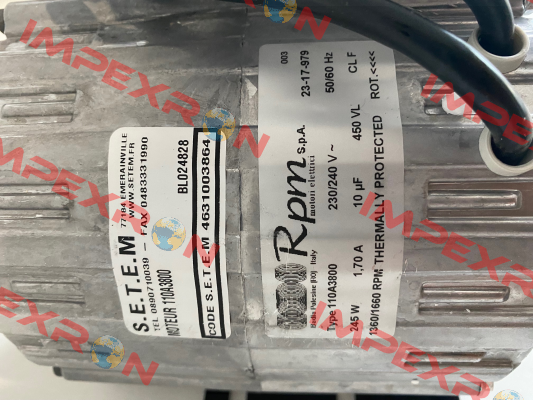 S.E.T.E.M
77184 EMERAINVILLE
WWW.SETEM.FR
TEL 0890710039 – FAX 0483331990
MOTEUR 110A3800 BL024828
CODE S.E.T.E.M 4631003864
003
Rpm S.p.A. 23-17-979
motori elettrici
Italy
Type 110A3800 230/240 V ~ 50/60 Hz
245 W 1,70 A 10 µF 450 VL CL F
1360/1660 RPM THERMALLY PROTECTED ROT.<<<<
IMPEXRON
IMPEXRON
IMPEXRON
IMPEXRON